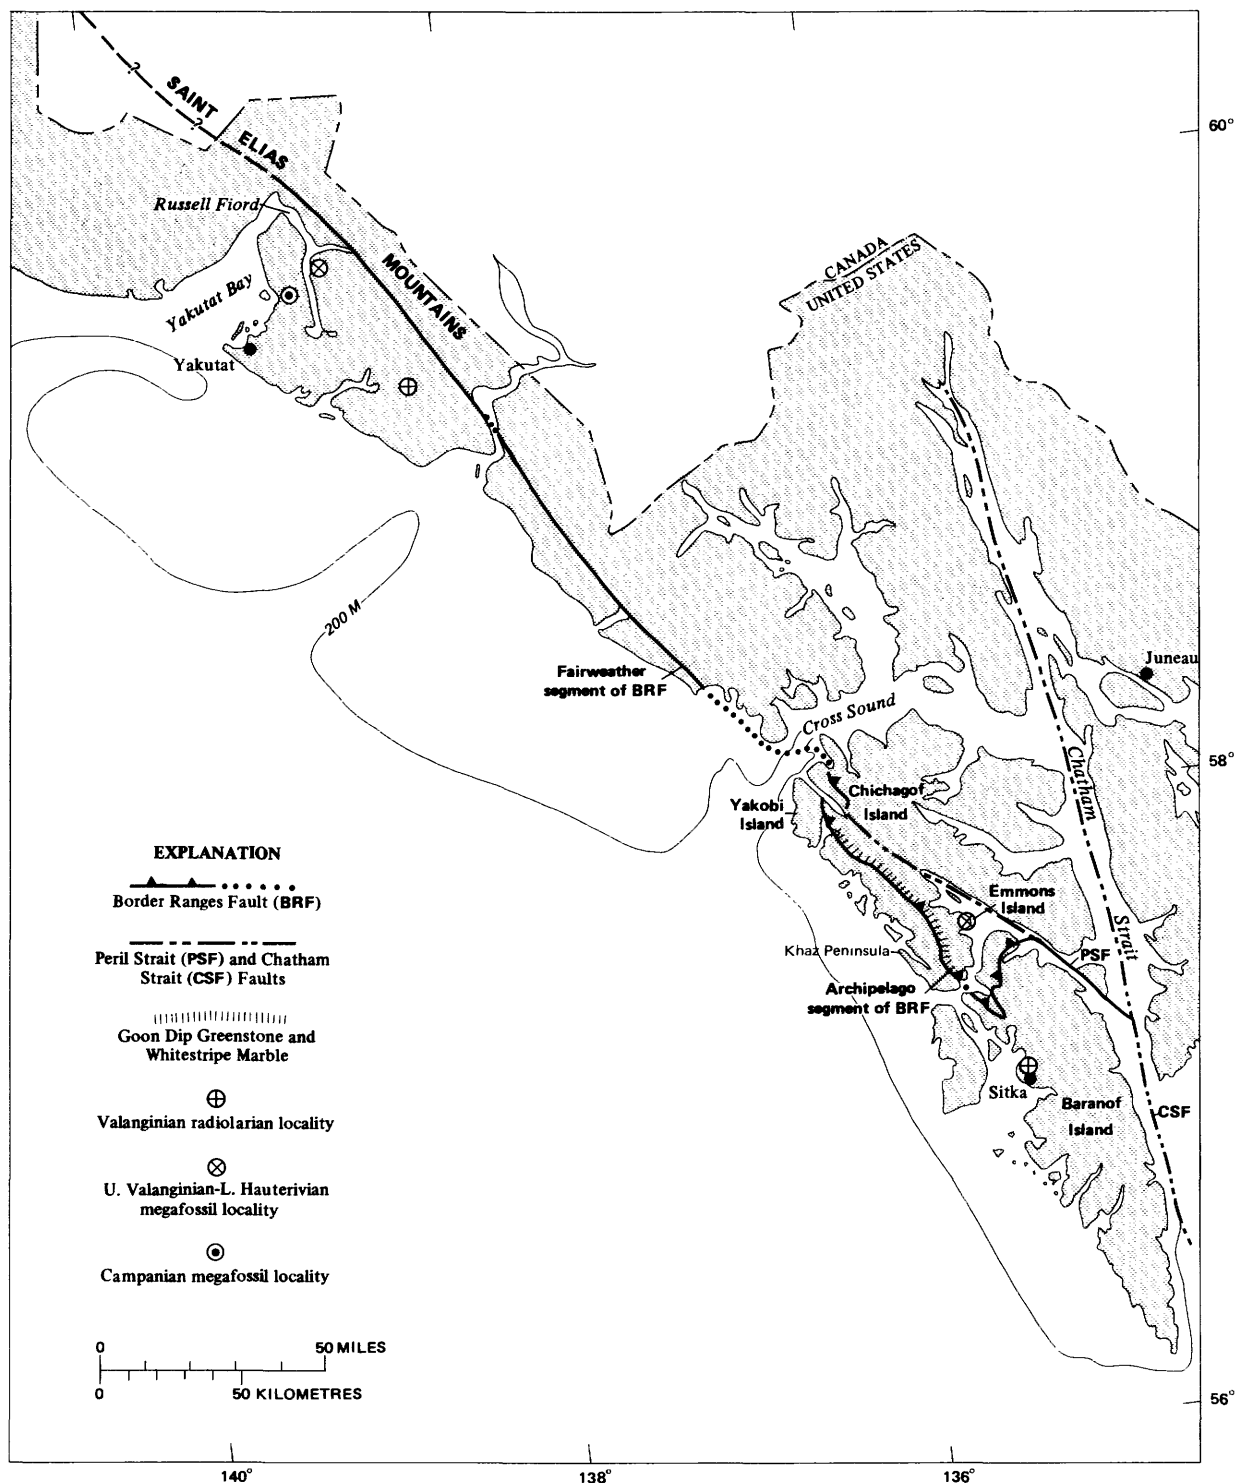 60°
?
SAINT
?
ELIAS
Russell Fiord
MOUNTAINS
CANADA
UNITED STATES
Yakutat Bay
Yakutat
200 M
Juneau
Fairweather
segment of BRF
Cross Sound
58°
Chatham
Chichagof
Island
Yakobi
Island
EXPLANATION
Border Ranges Fault (BRF)
Emmons
Island
Strait
Khaz Peninsula
PSF
Peril Strait (PSF) and Chatham
Strait (CSF) Faults
Archipelago
segment of BRF
Goon Dip Greenstone and
Whitestripe Marble
Sitka
Baranof
Island
CSF
Valanginian radiolarian locality
U. Valanginian-L. Hauterivian
megafossil locality
Campanian megafossil locality
0 50 MILES
0 50 KILOMETRES
56°
140° 138° 136°